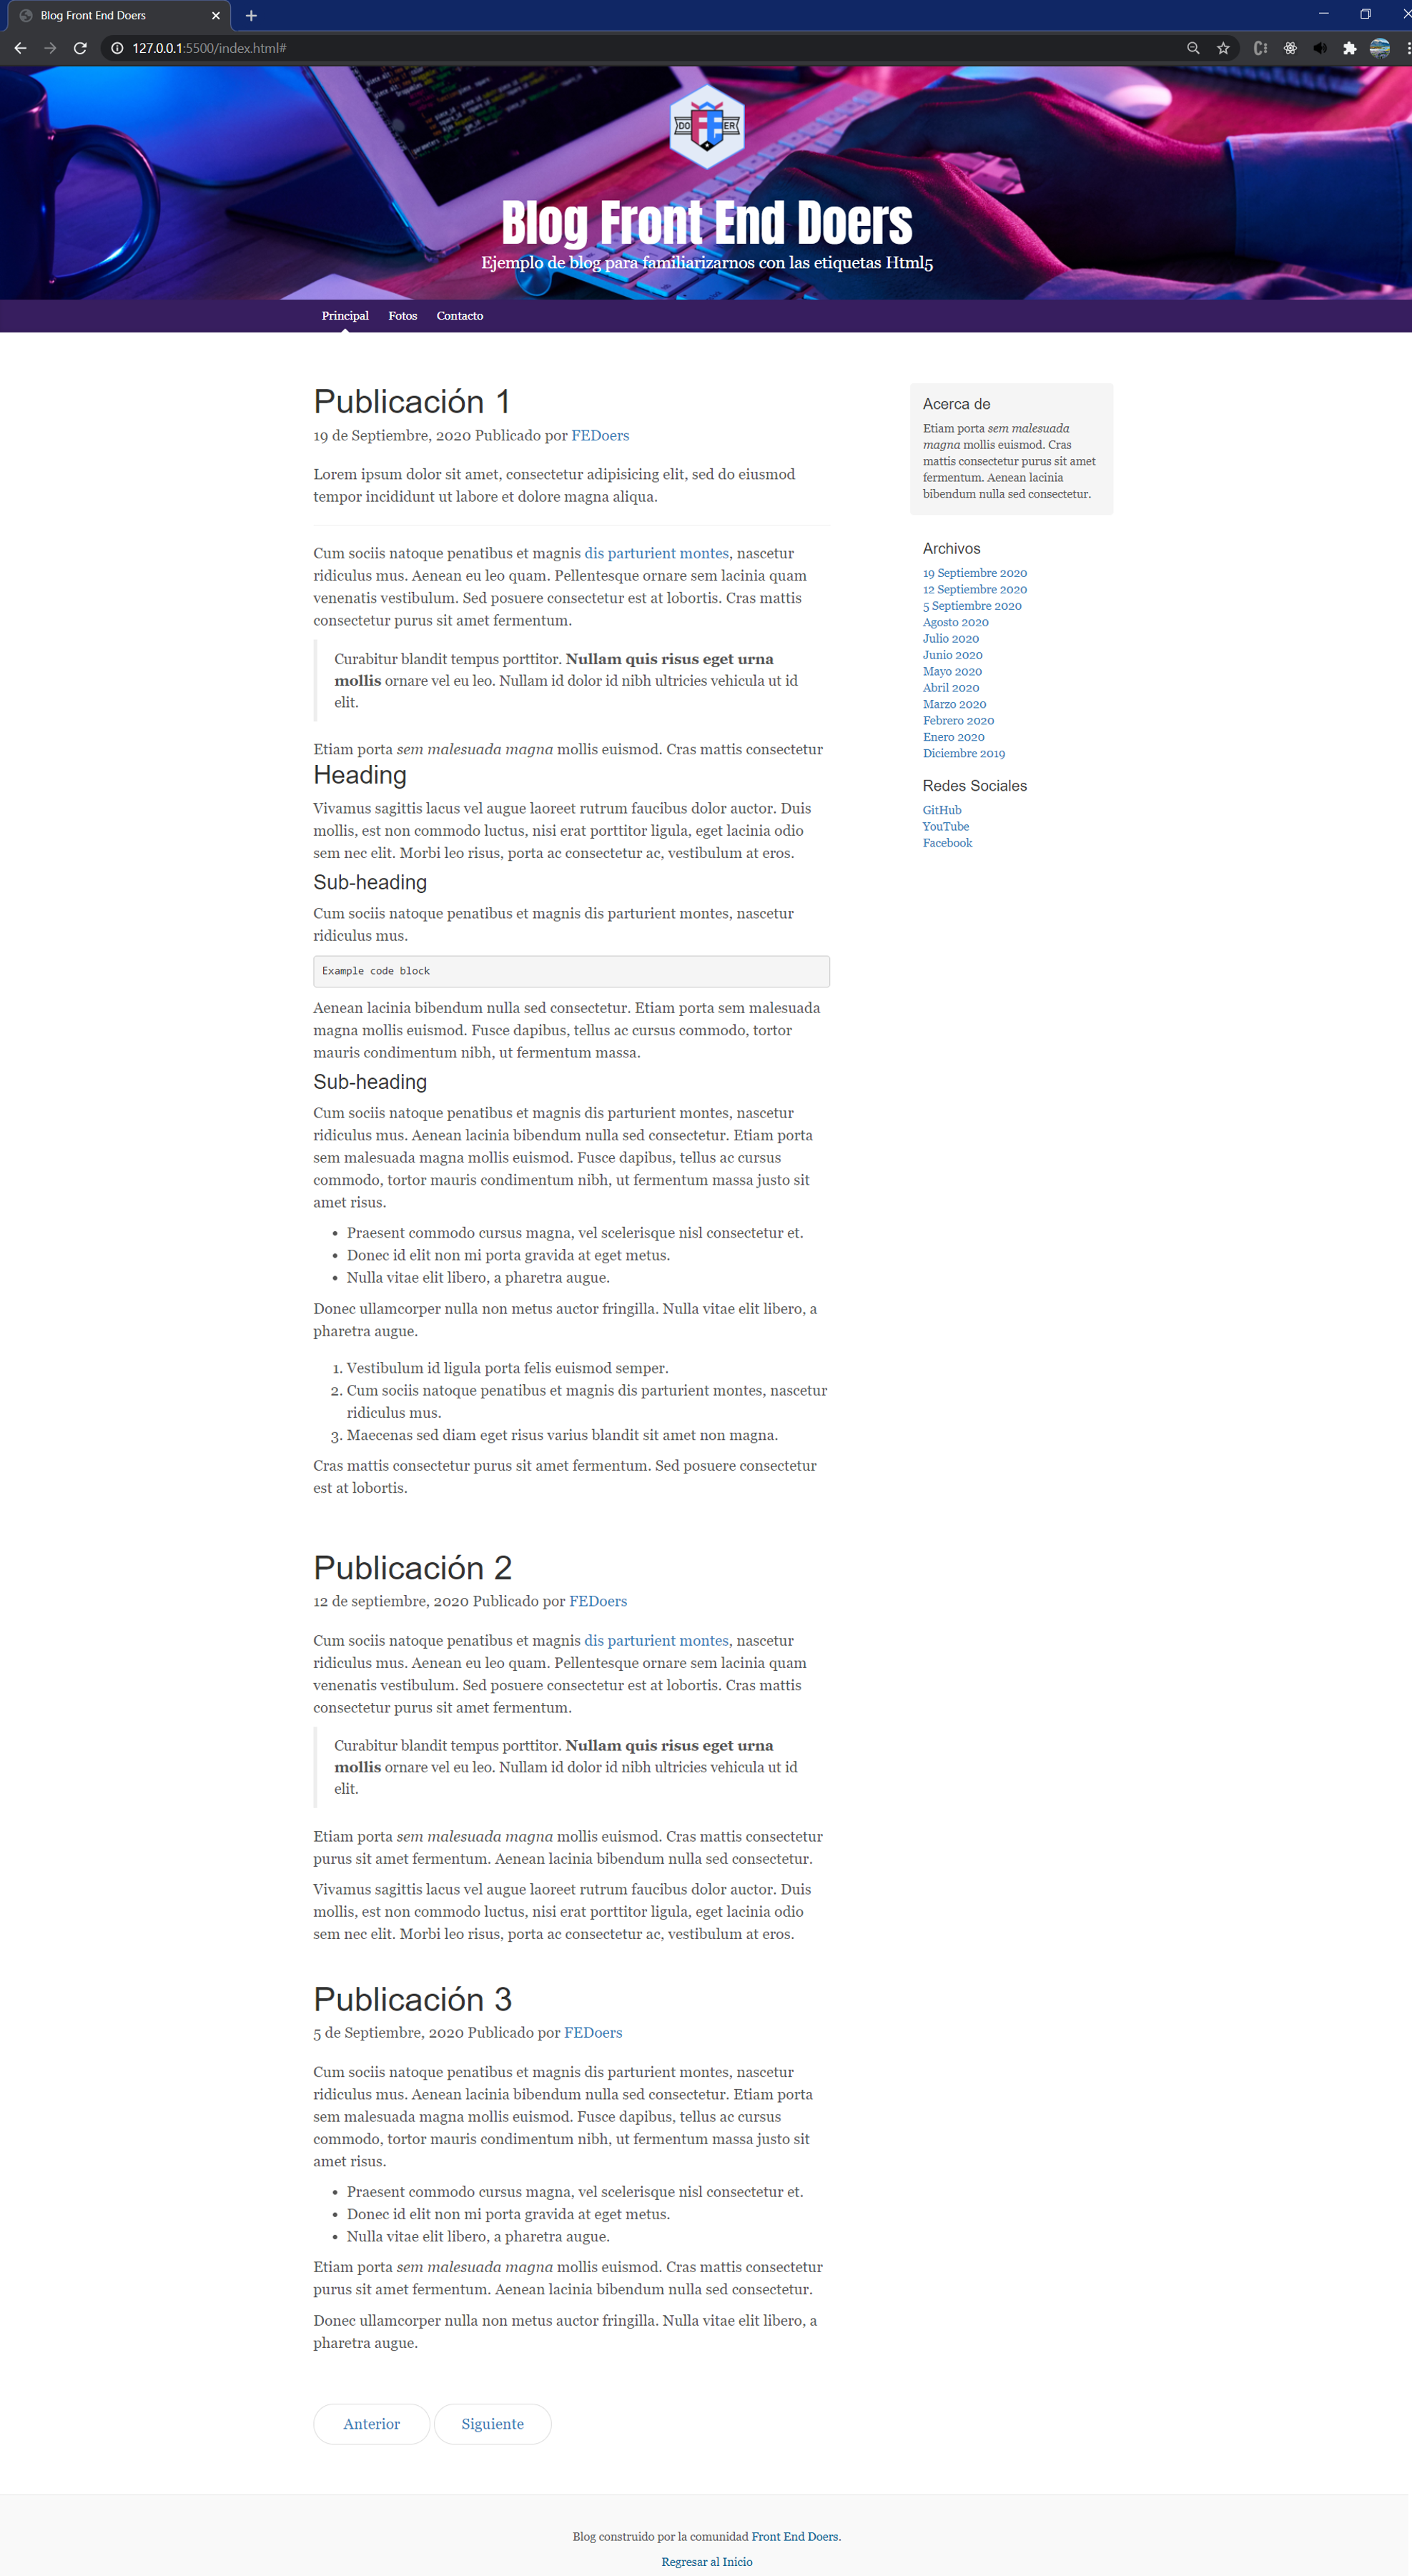 Blog Front End Doers
127.0.0.1:5500/index.html#
DO FE ER
Blog Front End Doers
Ejemplo de blog para familiarizarnos con las etiquetas Html5
Principal Fotos Contacto
Publicación 1
19 de Septiembre, 2020 Publicado por FEDoers
Lorem ipsum dolor sit amet, consectetur adipisicing elit, sed do eiusmod
tempor incididunt ut labore et dolore magna aliqua.
Cum sociis natoque penatibus et magnis dis parturient montes, nascetur
ridiculus mus. Aenean eu leo quam. Pellentesque ornare sem lacinia quam
venenatis vestibulum. Sed posuere consectetur est at lobortis. Cras mattis
consectetur purus sit amet fermentum.
Curabitur blandit tempus porttitor. Nullam quis risus eget urna
mollis ornare vel eu leo. Nullam id dolor id nibh ultricies vehicula ut id
elit.
Etiam porta sem malesuada magna mollis euismod. Cras mattis consectetur
Heading
Vivamus sagittis lacus vel augue laoreet rutrum faucibus dolor auctor. Duis
mollis, est non commodo luctus, nisi erat porttitor ligula, eget lacinia odio
sem nec elit. Morbi leo risus, porta ac consectetur ac, vestibulum at eros.
Sub-heading
Cum sociis natoque penatibus et magnis dis parturient montes, nascetur
ridiculus mus.
Example code block
Aenean lacinia bibendum nulla sed consectetur. Etiam porta sem malesuada
magna mollis euismod. Fusce dapibus, tellus ac cursus commodo, tortor
mauris condimentum nibh, ut fermentum massa.
Sub-heading
Cum sociis natoque penatibus et magnis dis parturient montes, nascetur
ridiculus mus. Aenean lacinia bibendum nulla sed consectetur. Etiam porta
sem malesuada magna mollis euismod. Fusce dapibus, tellus ac cursus
commodo, tortor mauris condimentum nibh, ut fermentum massa justo sit
amet risus.
• Praesent commodo cursus magna, vel scelerisque nisl consectetur et.
• Donec id elit non mi porta gravida at eget metus.
• Nulla vitae elit libero, a pharetra augue.
Donec ullamcorper nulla non metus auctor fringilla. Nulla vitae elit libero, a
pharetra augue.
1. Vestibulum id ligula porta felis euismod semper.
2. Cum sociis natoque penatibus et magnis dis parturient montes, nascetur
ridiculus mus.
3. Maecenas sed diam eget risus varius blandit sit amet non magna.
Cras mattis consectetur purus sit amet fermentum. Sed posuere consectetur
est at lobortis.
Publicación 2
12 de septiembre, 2020 Publicado por FEDoers
Cum sociis natoque penatibus et magnis dis parturient montes, nascetur
ridiculus mus. Aenean eu leo quam. Pellentesque ornare sem lacinia quam
venenatis vestibulum. Sed posuere consectetur est at lobortis. Cras mattis
consectetur purus sit amet fermentum.
Curabitur blandit tempus porttitor. Nullam quis risus eget urna
mollis ornare vel eu leo. Nullam id dolor id nibh ultricies vehicula ut id
elit.
Etiam porta sem malesuada magna mollis euismod. Cras mattis consectetur
purus sit amet fermentum. Aenean lacinia bibendum nulla sed consectetur.
Vivamus sagittis lacus vel augue laoreet rutrum faucibus dolor auctor. Duis
mollis, est non commodo luctus, nisi erat porttitor ligula, eget lacinia odio
sem nec elit. Morbi leo risus, porta ac consectetur ac, vestibulum at eros.
Publicación 3
5 de Septiembre, 2020 Publicado por FEDoers
Cum sociis natoque penatibus et magnis dis parturient montes, nascetur
ridiculus mus. Aenean lacinia bibendum nulla sed consectetur. Etiam porta
sem malesuada magna mollis euismod. Fusce dapibus, tellus ac cursus
commodo, tortor mauris condimentum nibh, ut fermentum massa justo sit
amet risus.
• Praesent commodo cursus magna, vel scelerisque nisl consectetur et.
• Donec id elit non mi porta gravida at eget metus.
• Nulla vitae elit libero, a pharetra augue.
Etiam porta sem malesuada magna mollis euismod. Cras mattis consectetur
purus sit amet fermentum. Aenean lacinia bibendum nulla sed consectetur.
Donec ullamcorper nulla non metus auctor fringilla. Nulla vitae elit libero, a
pharetra augue.
Anterior Siguiente
Acerca de
Etiam porta sem malesuada
magna mollis euismod. Cras
mattis consectetur purus sit amet
fermentum. Aenean lacinia
bibendum nulla sed consectetur.
Archivos
19 Septiembre 2020
12 Septiembre 2020
5 Septiembre 2020
Agosto 2020
Julio 2020
Junio 2020
Mayo 2020
Abril 2020
Marzo 2020
Febrero 2020
Enero 2020
Diciembre 2019
Redes Sociales
GitHub
YouTube
Facebook
Blog construido por la comunidad Front End Doers.
Regresar al Inicio